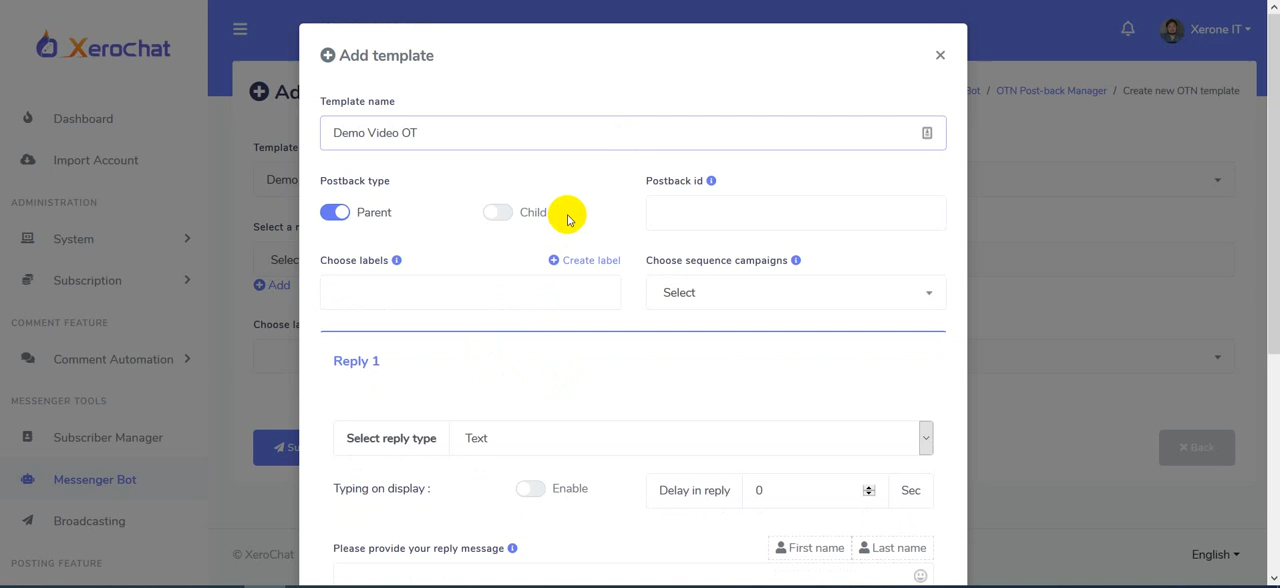 XeroChat
Dashboard
Import Account
ADMINISTRATION
System
Subscription
COMMENT FEATURE
Comment Automation
MESSENGER TOOLS
Subscriber Manager
Messenger Bot
Broadcasting
POSTING FEATURE
Xerone IT
Bot / OTN Post-back Manager / Create new OTN template
Add template
Template name
Demo Video OT
Postback type
Parent
Child
Postback id
Choose labels
Create label
Choose sequence campaigns
Select
Reply 1
Select reply type
Text
Typing on display :
Enable
Delay in reply
0
Sec
Please provide your reply message
First name
Last name
Template
Demo
Select a
Add
Back
© XeroChat
English